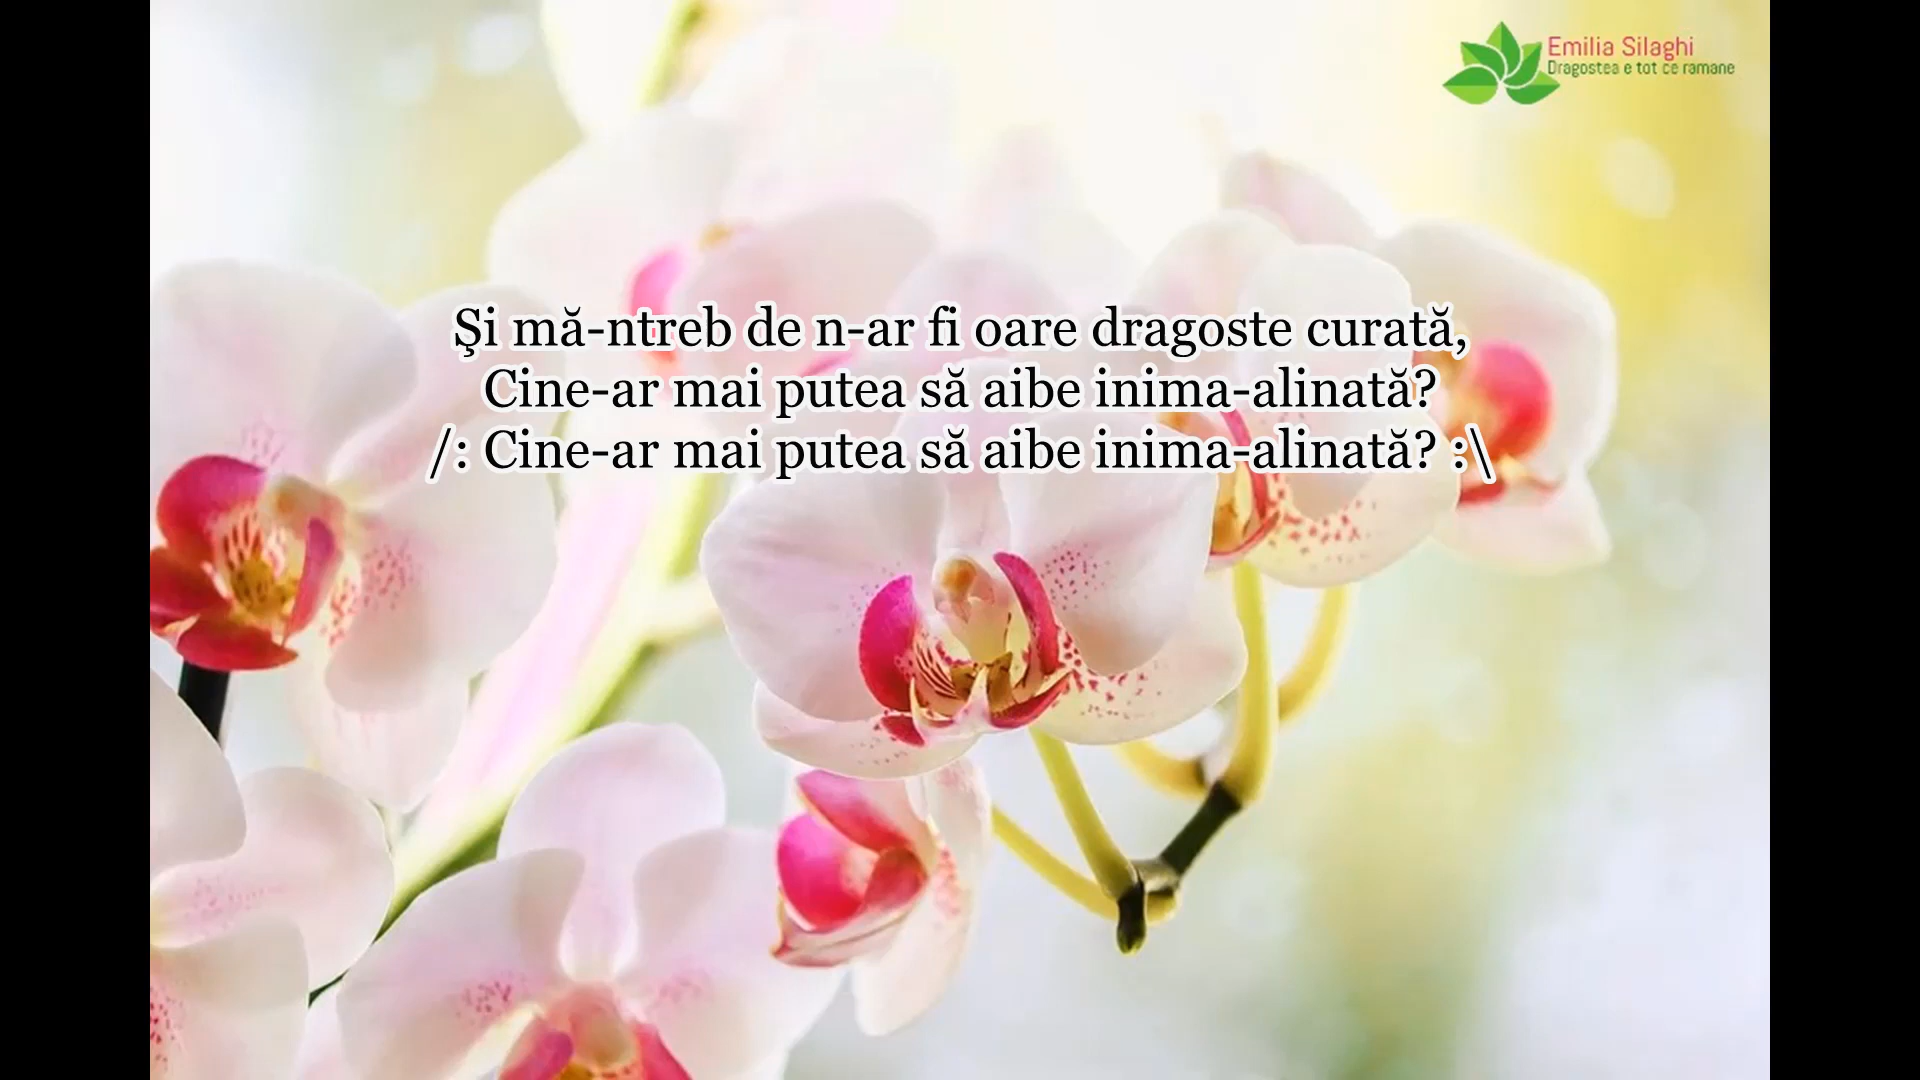 Emilia Silaghi
Dragostea e tot ce ramane
Şi mă-ntreb de n-ar fi oare dragoste curată,
Cine-ar mai putea să aibe inima-alinată?
/: Cine-ar mai putea să aibe inima-alinată? :\